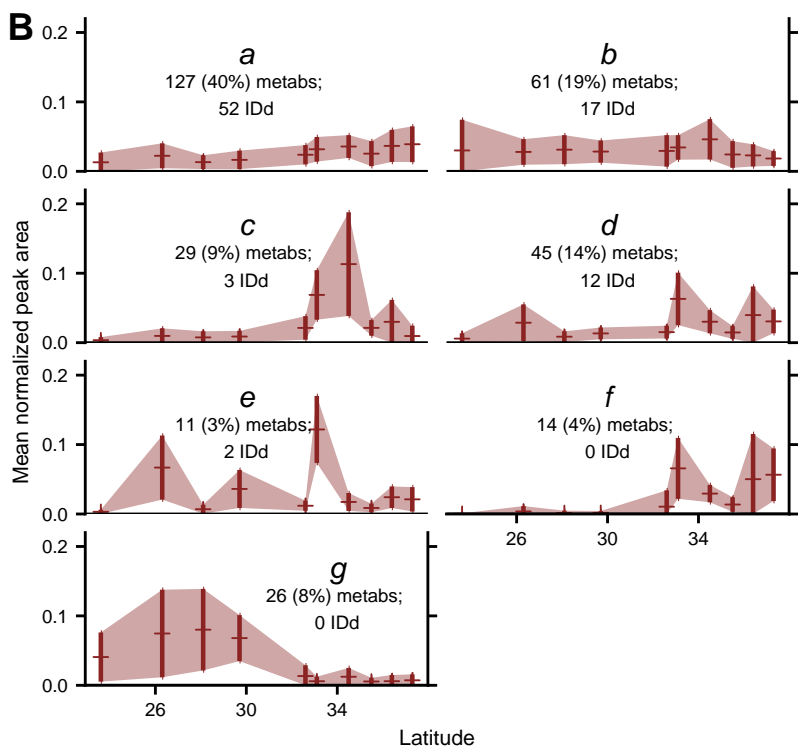 B
0.2
0.1
0.0
a
127 (40%) metabs;
52 IDd
b
61 (19%) metabs;
17 IDd
0.2
0.1
0.0
c
29 (9%) metabs;
3 IDd
d
45 (14%) metabs;
12 IDd
Mean normalized peak area
0.2
0.1
0.0
e
11 (3%) metabs;
2 IDd
f
14 (4%) metabs;
0 IDd
26 30 34
0.2
0.1
0.0
g
26 (8%) metabs;
0 IDd
26 30 34
Latitude